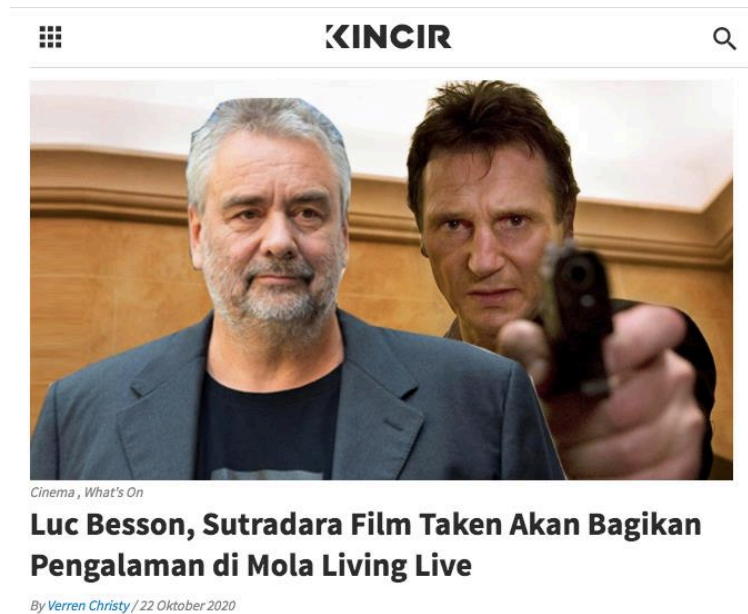 KINCIR
Cinema , What's On
Luc Besson, Sutradara Film Taken Akan Bagikan
Pengalaman di Mola Living Live
By Verren Christy / 22 Oktober 2020